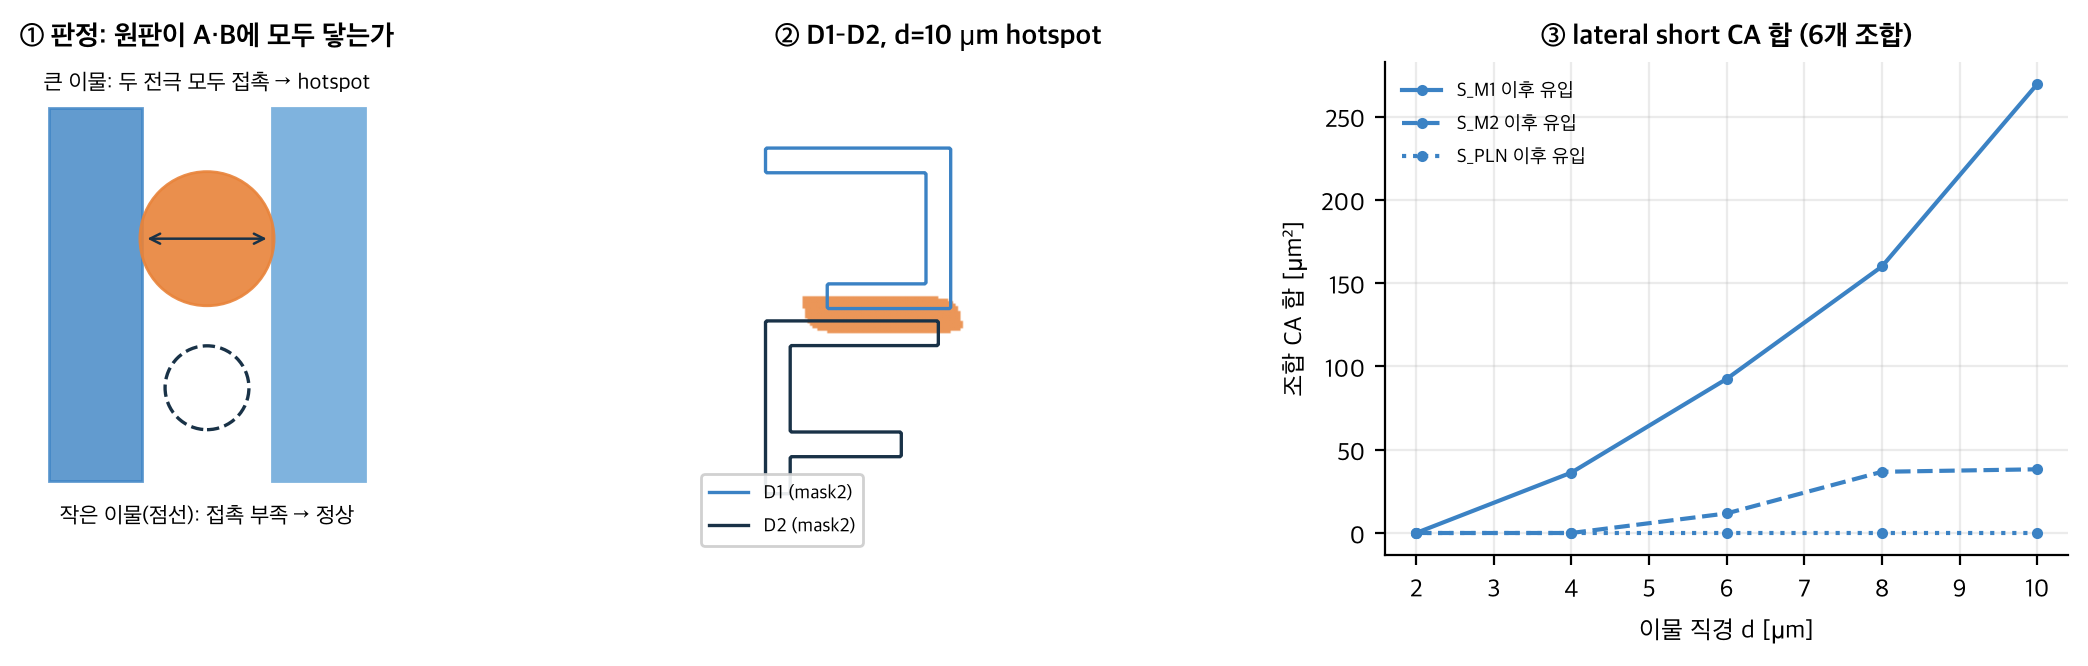 ① 판정: 원판이 A·B에 모두 닿는가
큰 이물: 두 전극 모두 접촉 → hotspot
작은 이물(점선): 접촉 부족 → 정상
② D1-D2, d=10 μm hotspot
D1 (mask2)
D2 (mask2)
③ lateral short CA 합 (6개 조합)
S_M1 이후 유입
S_M2 이후 유입
S_PLN 이후 유입
조합 CA 합 [μm²]
250
200
150
100
50
0
2 3 4 5 6 7 8 9 10
이물 직경 d [μm]